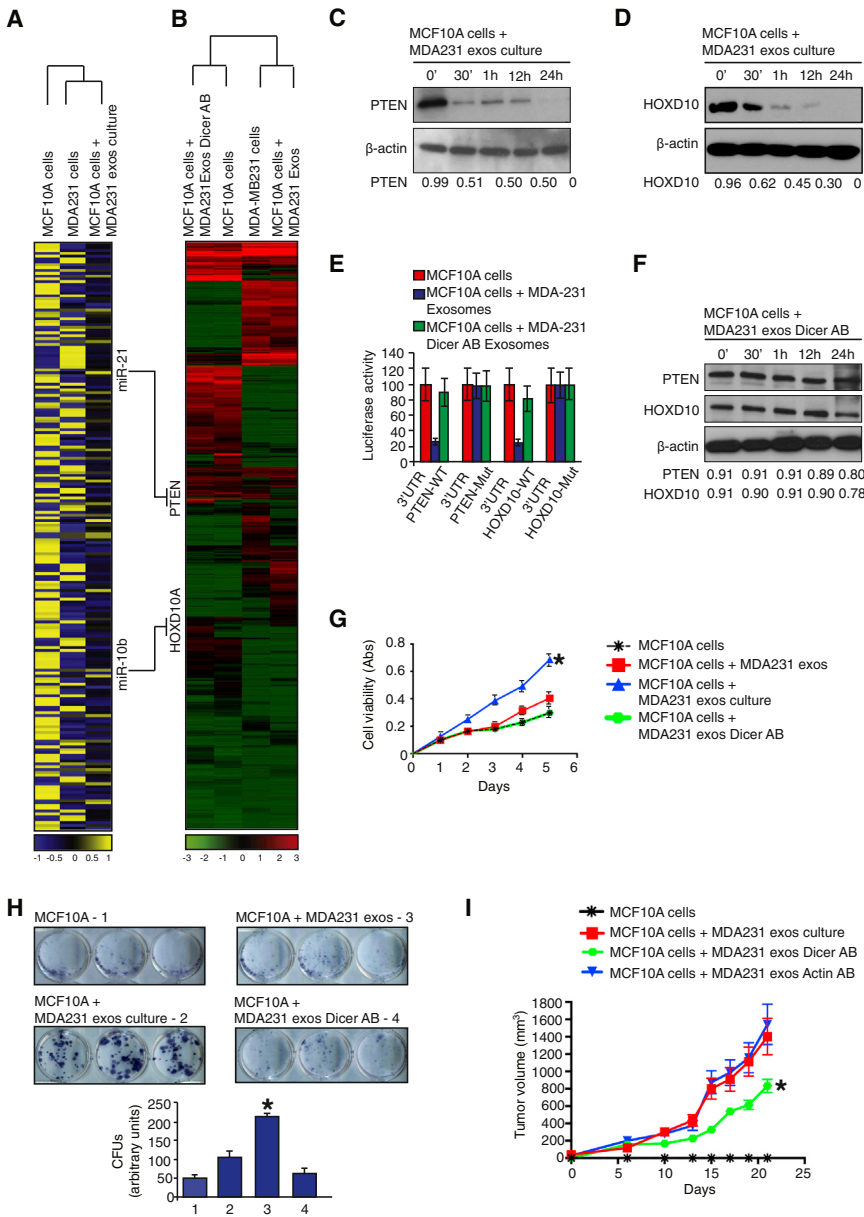 A
MCF10A cells
MDA231 cells
MCF10A cells +
MDA231 exos culture
miR-21
miR-10b
-1 -0.5 0 0.5 1
B
MCF10A cells +
MDA231Exos Dicer AB
MCF10A cells
MDA-MB231 cells
MCF10A cells +
MDA231 Exos
PTEN
HOXD10A
-3 -2 -1 0 1 2 3
C
MCF10A cells +
MDA231 exos culture
0' 30' 1h 12h 24h
PTEN
β-actin
PTEN 0.99 0.51 0.50 0.50 0
D
MCF10A cells +
MDA231 exos culture
0' 30' 1h 12h 24h
HOXD10
β-actin
HOXD10 0.96 0.62 0.45 0.30 0
E
MCF10A cells
MCF10A cells + MDA-231
Exosomes
MCF10A cells + MDA-231
Dicer AB Exosomes
Luciferase activity
140
120
100
80
60
40
20
0
3'UTR
PTEN-WT
3'UTR
PTEN-Mut
3'UTR
HOXD10-WT
3'UTR
HOXD10-Mut
F
MCF10A cells +
MDA231 exos Dicer AB
0' 30' 1h 12h 24h
PTEN
HOXD10
β-actin
PTEN 0.91 0.91 0.91 0.89 0.80
HOXD10 0.91 0.90 0.91 0.90 0.78
G
Cell viability (Abs)
0.8
0.6
0.4
0.2
0
0 1 2 3 4 5 6
Days
*
MCF10A cells
MCF10A cells + MDA231 exos
MCF10A cells +
MDA231 exos culture
MCF10A cells +
MDA231 exos Dicer AB
H
MCF10A - 1
MCF10A + MDA231 exos - 3
MCF10A +
MDA231 exos culture - 2
MCF10A +
MDA231 exos Dicer AB - 4
CFUs
(arbitrary units)
250
200
150
100
50
0
*
1 2 3 4
I
MCF10A cells
MCF10A cells + MDA231 exos culture
MCF10A cells + MDA231 exos Dicer AB
MCF10A cells + MDA231 exos Actin AB
Tumor volume (mm³)
1800
1600
1400
1200
1000
800
600
400
200
0
*
0 5 10 15 20 25
Days